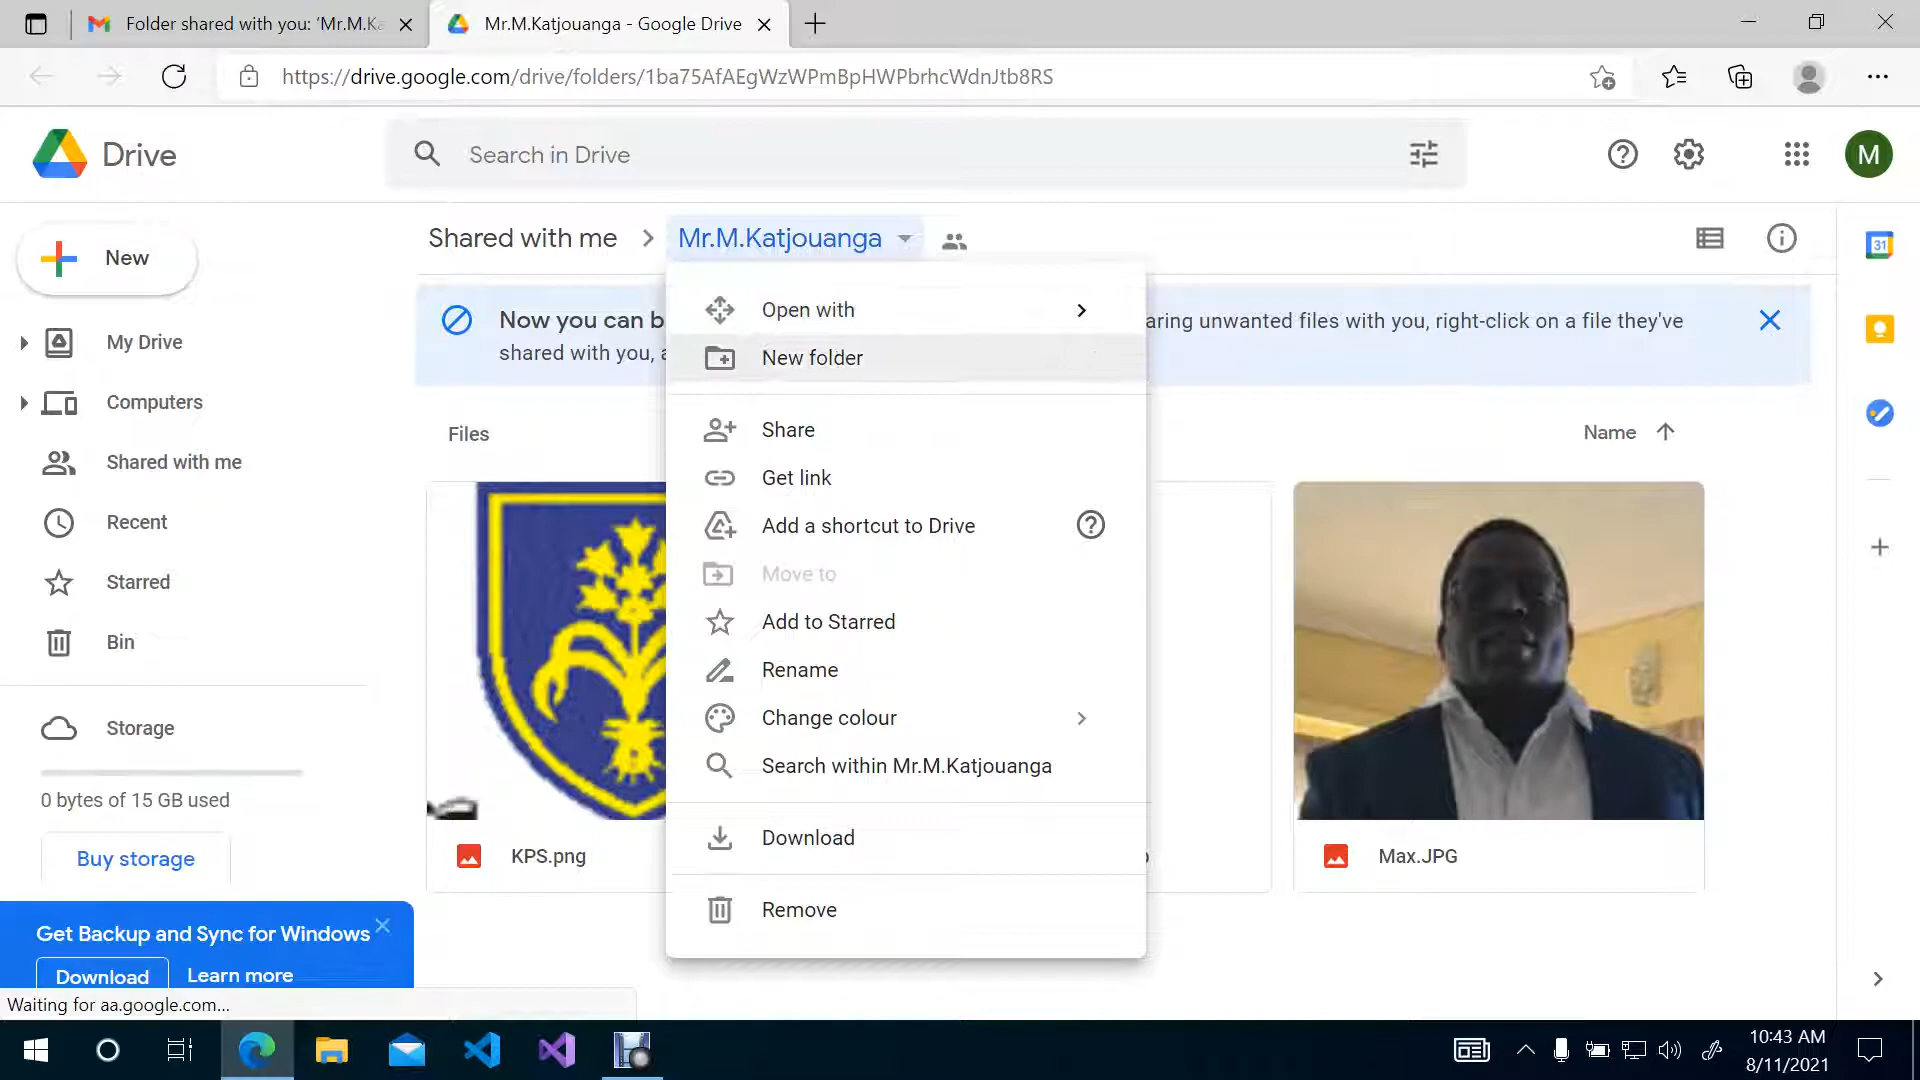 Folder shared with you: 'Mr.M.Ka
Mr.M.Katjouanga - Google Drive
https://drive.google.com/drive/folders/1ba75AfAEgWzWPmBpHWPbrhcWdnJtb8RS
Drive
Search in Drive
M
New
Shared with me
Mr.M.Katjouanga
31
Now you can b
aring unwanted files with you, right-click on a file they've
shared with you, a
My Drive
Computers
Shared with me
Recent
Starred
Bin
Storage
0 bytes of 15 GB used
Buy storage
Files
Name
Open with
New folder
Share
Get link
Add a shortcut to Drive
Move to
Add to Starred
Rename
Change colour
Search within Mr.M.Katjouanga
Download
Remove
KPS.png
Max.JPG
Get Backup and Sync for Windows
Download
Learn more
Waiting for aa.google.com...
10:43 AM
8/11/2021